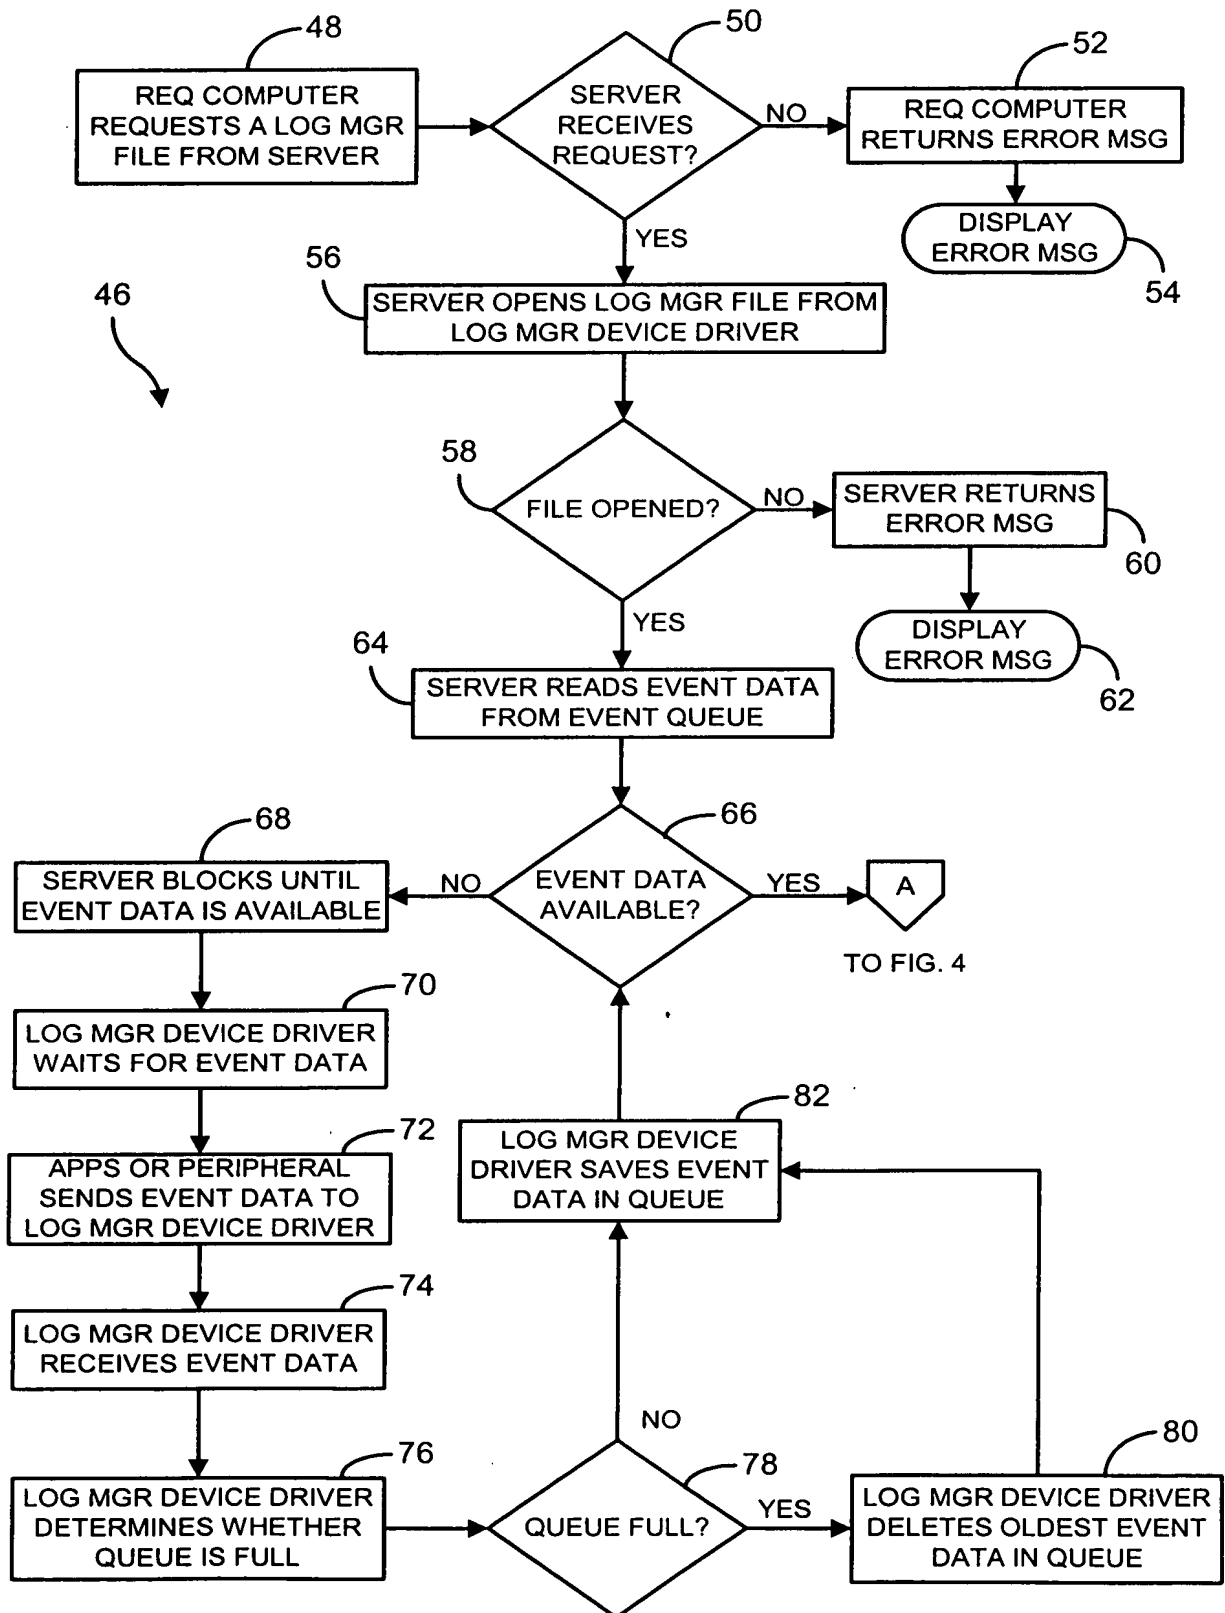 48
REQ COMPUTER
REQUESTS A LOG MGR
FILE FROM SERVER
50
SERVER
RECEIVES
REQUEST?
NO
52
REQ COMPUTER
RETURNS ERROR MSG
YES
DISPLAY
ERROR MSG
54
46
56
SERVER OPENS LOG MGR FILE FROM
LOG MGR DEVICE DRIVER
58
FILE OPENED?
NO
SERVER RETURNS
ERROR MSG
60
YES
DISPLAY
ERROR MSG
62
64
SERVER READS EVENT DATA
FROM EVENT QUEUE
66
EVENT DATA
AVAILABLE?
YES
A
TO FIG. 4
NO
68
SERVER BLOCKS UNTIL
EVENT DATA IS AVAILABLE
70
LOG MGR DEVICE DRIVER
WAITS FOR EVENT DATA
72
APPS OR PERIPHERAL
SENDS EVENT DATA TO
LOG MGR DEVICE DRIVER
74
LOG MGR DEVICE DRIVER
RECEIVES EVENT DATA
76
LOG MGR DEVICE DRIVER
DETERMINES WHETHER
QUEUE IS FULL
78
QUEUE FULL?
YES
80
LOG MGR DEVICE DRIVER
DELETES OLDEST EVENT
DATA IN QUEUE
NO
82
LOG MGR DEVICE
DRIVER SAVES EVENT
DATA IN QUEUE